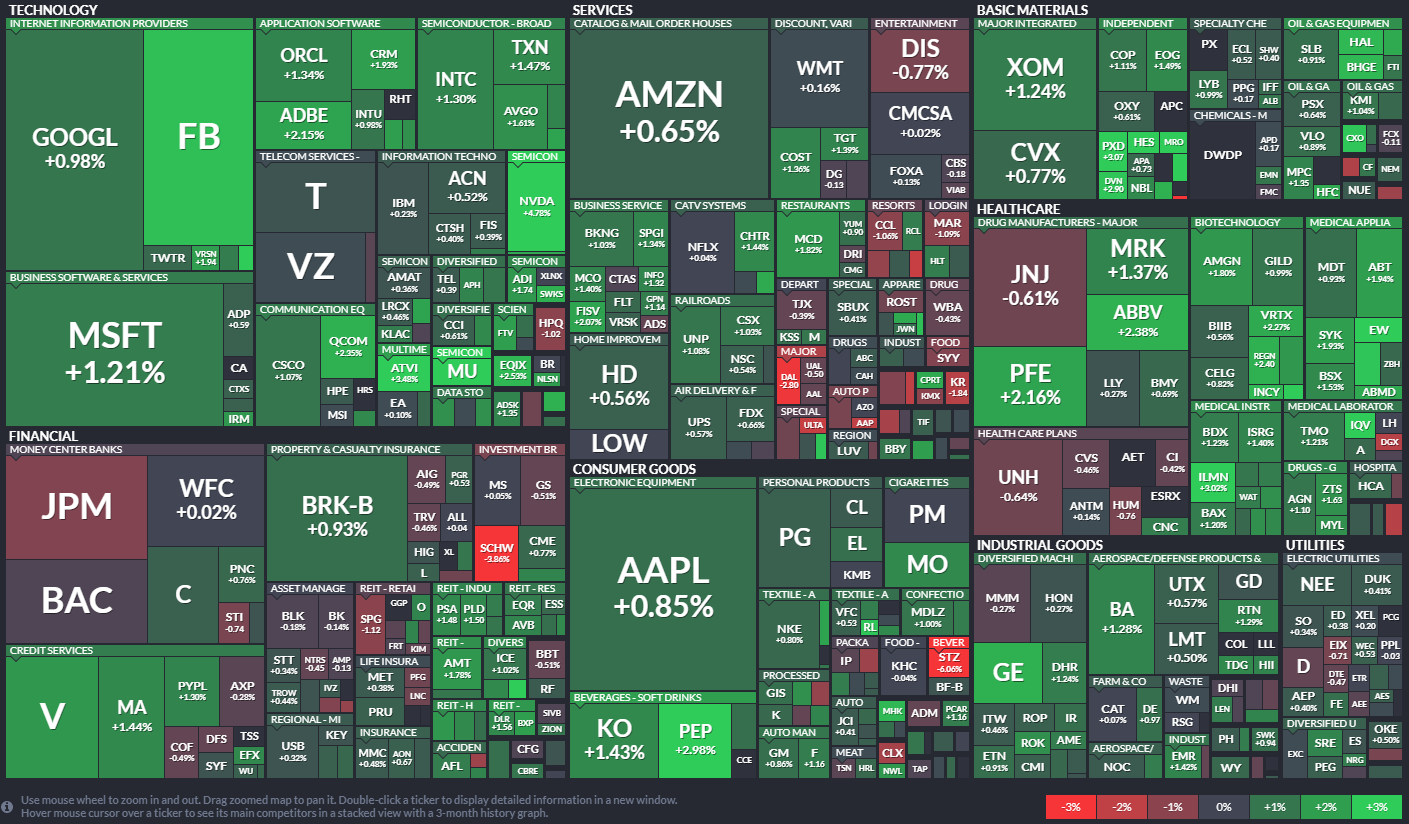 TECHNOLOGY
INTERNET INFORMATION PROVIDERS
GOOGL
+0.98%
FB
TWTR
VRSN
+1.94
APPLICATION SOFTWARE
ORCL
+1.34%
CRM
+1.93%
ADBE
+2.15%
INTU
+0.98%
RHT
SEMICONDUCTOR - BROAD
INTC
+1.30%
TXN
+1.47%
AVGO
+1.61%
BUSINESS SOFTWARE & SERVICES
MSFT
+1.21%
ADP
+0.59
CA
CTXS
IRM
TELECOM SERVICES -
T
VZ
INFORMATION TECHNO
IBM
+0.23%
ACN
+0.52%
CTSH
+0.40%
FIS
+0.39%
SEMICON
NVDA
+4.78%
COMMUNICATION EQ
CSCO
+1.07%
QCOM
+2.35%
HPE
HRS
MSI
SEMICON
AMAT
+0.36%
LRCX
+0.46%
KLAC
DIVERSIFIED
TEL
+0.39
APH
SEMICON
ADI
+1.74
XLNX
SWKS
MULTIME
ATVI
+3.48%
EA
+0.10%
DIVERSIFIE
CCI
+0.61%
SCIEN
FTV
HPQ
-1.02
SEMICON
MU
EQIX
+2.53%
BR
NLSN
DATA STO
ADSK
+1.35
FINANCIAL
MONEY CENTER BANKS
JPM
WFC
+0.02%
BAC
C
PNC
+0.76%
STI
-0.74
PROPERTY & CASUALTY INSURANCE
BRK-B
+0.93%
AIG
-0.49%
PGR
+0.53
TRV
-0.46%
ALL
+0.04
HIG
XL
L
INVESTMENT BR
MS
+0.05%
GS
-0.51%
SCHW
-3.86%
CME
+0.77%
CREDIT SERVICES
V
MA
+1.44%
PYPL
+1.30%
AXP
-0.28%
COF
-0.49%
DFS
SYF
TSS
EFX
WU
ASSET MANAGE
BLK
-0.18%
BK
-0.14%
STT
+0.34%
NTRS
-0.45
AMP
-0.13
TROW
+0.44%
IVZ
REGIONAL - MI
USB
+0.32%
KEY
REIT - RETAI
SPG
-1.12
GGP
O
FRT
KIM
LIFE INSURA
MET
+0.38%
PFG
LNC
PRU
INSURANCE
MMC
+0.48%
AON
+0.67
REIT - INDU
PSA
+1.48
PLD
+1.50
REIT - RES
EQR
ESS
AVB
REIT -
AMT
+1.78%
DIVERS
ICE
+1.02%
BBT
-0.51%
RF
REIT - H
REIT -
DLR
+1.56
BXP
SIVB
ZION
ACCIDEN
AFL
CFG
CBRE
SERVICES
CATALOG & MAIL ORDER HOUSES
AMZN
+0.65%
DISCOUNT, VARI
WMT
+0.16%
COST
+1.36%
TGT
+1.39%
DG
-0.13
ENTERTAINMENT
DIS
-0.77%
CMCSA
+0.02%
FOXA
+0.13%
CBS
-0.18
VIAB
BUSINESS SERVICE
BKNG
+1.03%
SPGI
+1.34%
MCO
+1.40%
CTAS
INFO
+1.32
FLT
GPN
+1.14
FISV
+2.07%
VRSK
ADS
CATV SYSTEMS
NFLX
+0.04%
CHTR
+1.44%
RESTAURANTS
MCD
+1.82%
YUM
+0.90
DRI
CMG
RESORTS
CCL
-1.06%
RCL
LODGIN
MAR
-1.09%
HLT
HOME IMPROVEM
HD
+0.56%
LOW
RAILROADS
UNP
+1.08%
CSX
+1.03%
NSC
+0.54%
AIR DELIVERY & F
UPS
+0.57%
FDX
+0.66%
DEPART
TJX
-0.39%
KSS
M
SPECIAL
SBUX
+0.41%
APPARE
ROST
JWN
DRUG
WBA
-0.43%
MAJOR
DAL
-2.80
UAL
-0.50
AAL
DRUGS
ABC
CAH
INDUST
CPRT
KMX
FOOD
SYY
KR
-1.84
SPECIAL
ULTA
AUTO P
AZO
AAP
REGION
LUV
TIF
BBY
CONSUMER GOODS
ELECTRONIC EQUIPMENT
AAPL
+0.85%
PERSONAL PRODUCTS
PG
CL
EL
KMB
CIGARETTES
PM
MO
BEVERAGES - SOFT DRINKS
KO
+1.43%
PEP
+2.98%
CCE
TEXTILE - A
NKE
+0.80%
TEXTILE - A
VFC
+0.53
RL
CONFECTIO
MDLZ
+1.00%
PACKA
IP
FOOD -
KHC
-0.04%
BEVER
STZ
-6.06%
BF-B
PROCESSED
GIS
K
AUTO
JCI
+0.41
MHK
ADM
PCAR
+1.16
AUTO MAN
GM
+0.86%
F
+1.16
MEAT
TSN
HRL
CLX
NWL
TAP
BASIC MATERIALS
MAJOR INTEGRATED
XOM
+1.24%
CVX
+0.77%
INDEPENDENT
COP
+1.11%
EOG
+1.49%
OXY
+0.61%
APC
PXD
+3.07
HES
MRO
APA
+0.73
DVN
+2.90
NBL
SPECIALTY CHE
PX
ECL
+0.52
SHW
+0.40
LYB
+0.99%
PPG
+0.17
IFF
ALB
CHEMICALS - M
DWDP
APD
+0.17
EMN
FMC
OIL & GAS EQUIPMEN
SLB
+0.91%
HAL
BHGE
FTI
OIL & GA
PSX
+0.64%
VLO
+0.89%
MPC
+1.35
HFC
OIL & GAS
KMI
+1.04%
CXO
FCX
-0.11
CF
NEM
NUE
HEALTHCARE
DRUG MANUFACTURERS - MAJOR
JNJ
-0.61%
MRK
+1.37%
ABBV
+2.38%
PFE
+2.16%
LLY
+0.27%
BMY
+0.69%
BIOTECHNOLOGY
AMGN
+1.80%
GILD
+0.99%
BIIB
+0.56%
VRTX
+2.27%
REGN
+2.40
CELG
+0.82%
INCY
MEDICAL APPLIA
MDT
+0.93%
ABT
+1.94%
SYK
+1.93%
EW
BSX
+1.53%
ZBH
ABMD
HEALTH CARE PLANS
UNH
-0.64%
CVS
-0.46%
AET
CI
-0.42%
ANTM
+0.14%
HUM
-0.76
ESRX
CNC
MEDICAL INSTR
BDX
+1.23%
ISRG
+1.40%
ILMN
+3.02%
WAT
BAX
+1.20%
MEDICAL LABORATOR
TMO
+1.21%
IQV
LH
A
DGX
DRUGS - G
AGN
+1.10
ZTS
+1.63
MYL
HOSPITA
HCA
INDUSTRIAL GOODS
DIVERSIFIED MACHI
MMM
-0.27%
HON
+0.27%
GE
DHR
+1.24%
ITW
+0.46%
ROP
IR
ROK
AME
ETN
+0.91%
CMI
AEROSPACE/DEFENSE PRODUCTS &
BA
+1.28%
UTX
+0.57%
GD
RTN
+1.29%
LMT
+0.50%
COL
LLL
TDG
HII
FARM & CO
CAT
+0.07%
DE
+0.97
WASTE
WM
RSG
DHI
LEN
AEROSPACE/
NOC
INDUST
EMR
+1.42%
PH
SWK
+0.94
WY
UTILITIES
ELECTRIC UTILITIES
NEE
DUK
+0.41%
SO
+0.34%
ED
+0.38
XEL
+0.20
PCG
D
EIX
-0.71
WEC
+0.53
PPL
-0.03
DTE
-0.47
ETR
AEP
+0.40%
FE
AEE
AES
DIVERSIFIED U
EXC
SRE
ES
OKE
+0.50%
PEG
NRG
Use mouse wheel to zoom in and out. Drag zoomed map to pan it. Double-click a ticker to display detailed information in a new window.
Hover mouse cursor over a ticker to see its main competitors in a stacked view with a 3-month history graph.
-3%
-2%
-1%
0%
+1%
+2%
+3%